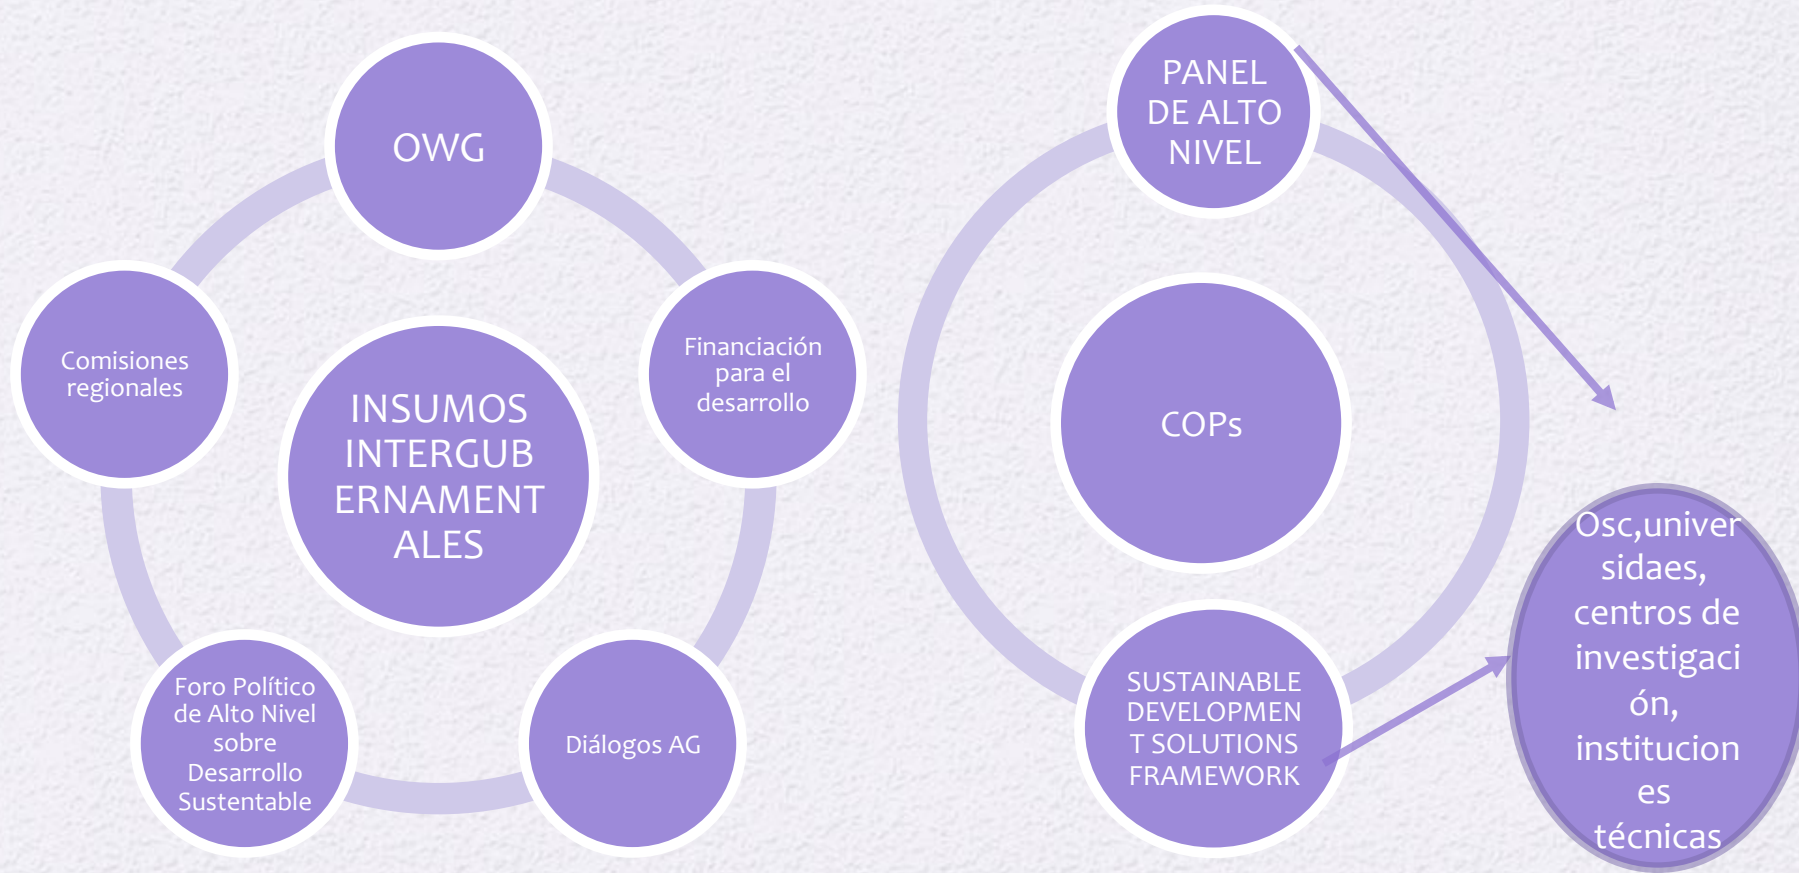 OWG
Comisiones
regionales
Financiación
para el
desarrollo
INSUMOS
INTERGUB
ERNAMENT
ALES
Foro Político
de Alto Nivel
sobre
Desarrollo
Sustentable
Diálogos AG
PANEL
DE ALTO
NIVEL
COPs
SUSTAINABLE
DEVELOPMEN
T SOLUTIONS
FRAMEWORK
Osc,univer
sidaes,
centros de
investigaci
ón,
institucion
es
técnicas